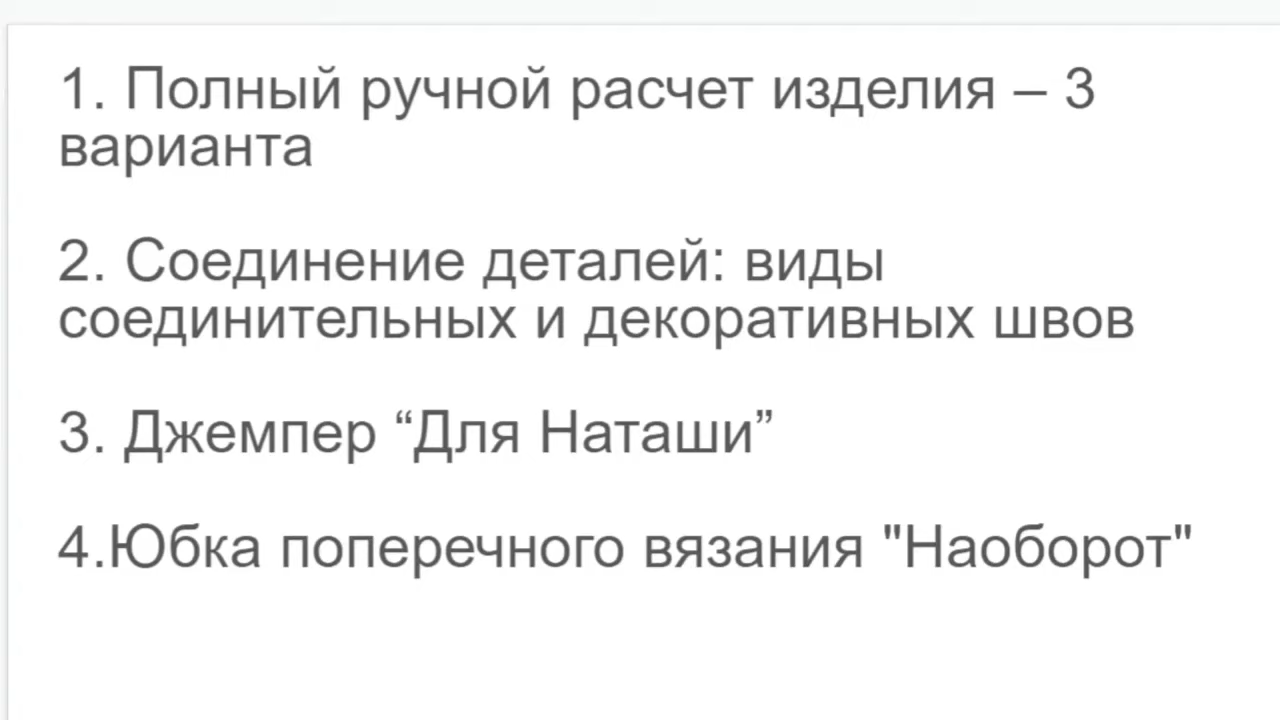 1. Полный ручной расчет изделия – 3
варианта
2. Соединение деталей: виды
соединительных и декоративных швов
3. Джемпер “Для Наташи”
4.Юбка поперечного вязания "Наоборот"